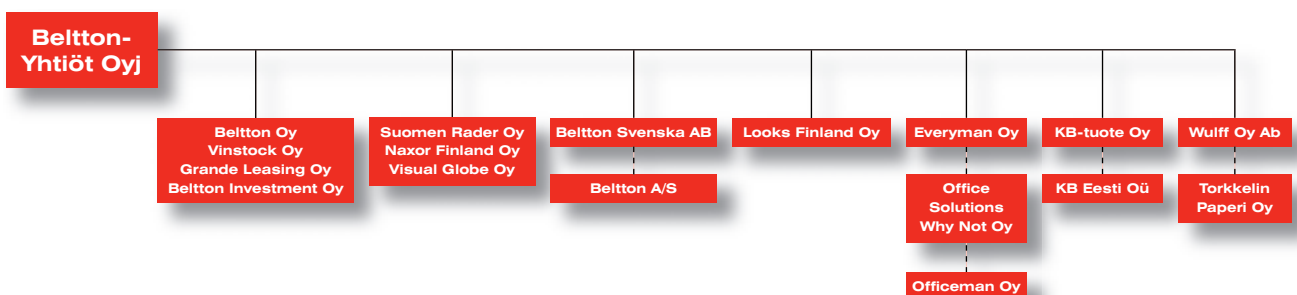 Beltton-
Yhtiöt Oyj
Beltton Oy
Vinstock Oy
Grande Leasing Oy
Beltton Investment Oy
Suomen Rader Oy
Naxor Finland Oy
Visual Globe Oy
Beltton Svenska AB
Beltton A/S
Looks Finland Oy
Everyman Oy
Office
Solutions
Why Not Oy
Officeman Oy
KB-tuote Oy
KB Eesti Oü
Wulff Oy Ab
Torkkelin
Paperi Oy